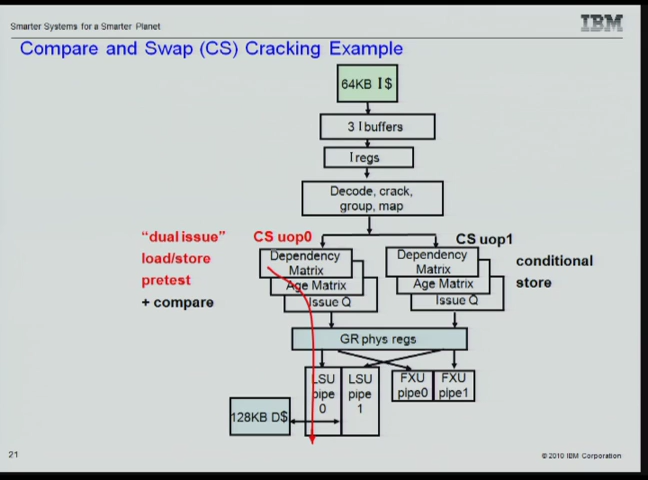 Smarter Systems for a Smarter Planet
IBM
Compare and Swap (CS) Cracking Example
64KB I$
3 I buffers
I regs
Decode, crack,
group, map
"dual issue"
load/store
pretest
+ compare
CS uop0
CS uop1
conditional
store
Dependency
Matrix
Age Matrix
Issue Q
Dependency
Matrix
Age Matrix
Issue Q
GR phys regs
LSU
pipe
0
LSU
pipe
1
FXU
pipe0
FXU
pipe1
128KB D$
21
© 2010 IBM Corporation